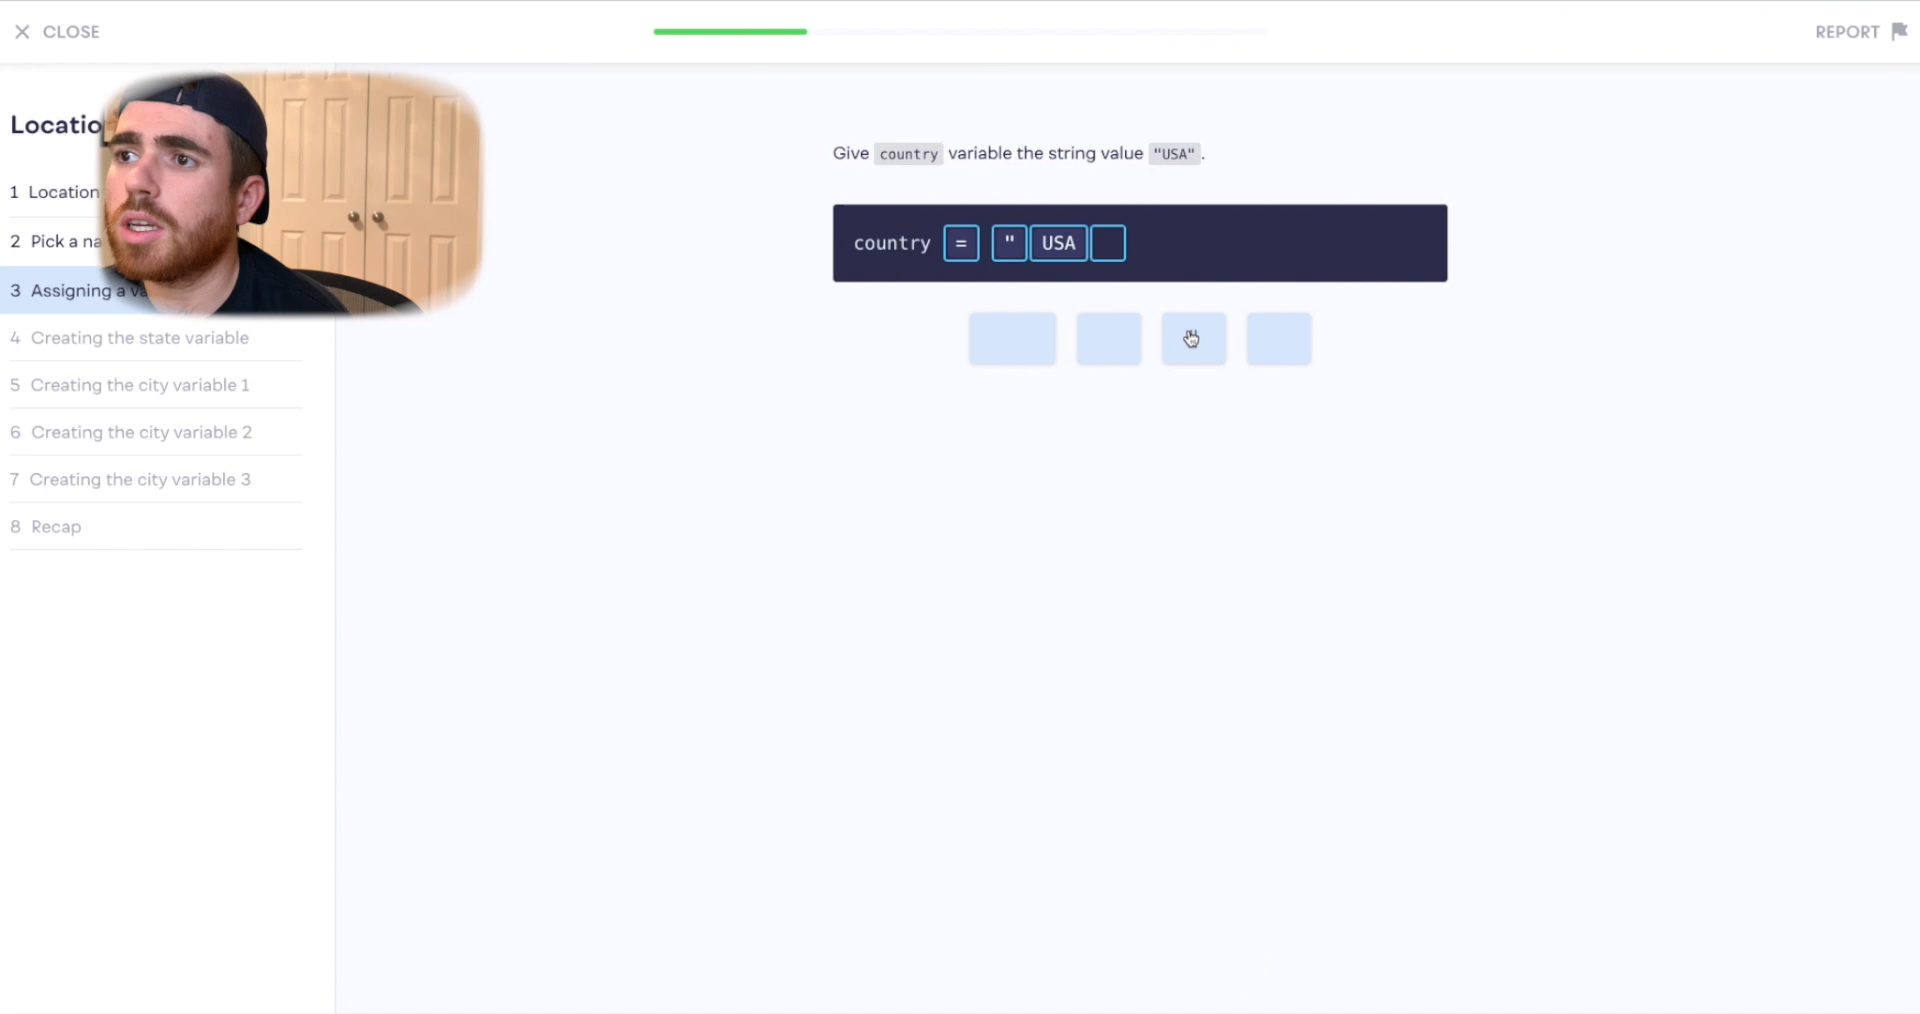 CLOSE
REPORT
Locatio
1 Location
2 Pick a na
3 Assigning a va
4 Creating the state variable
5 Creating the city variable 1
6 Creating the city variable 2
7 Creating the city variable 3
8 Recap
Give country variable the string value "USA".
country = " USA